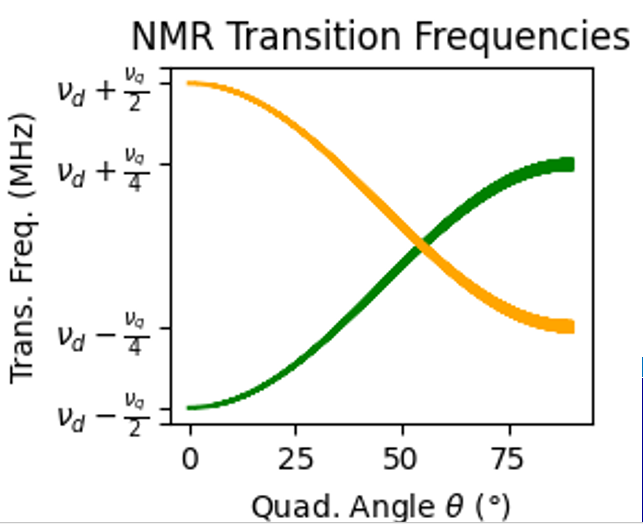 NMR Transition Frequencies
Trans. Freq. (MHz)
ν_d + ν_q/2
ν_d + ν_q/4
ν_d − ν_q/4
ν_d − ν_q/2
0 25 50 75
Quad. Angle θ (°)